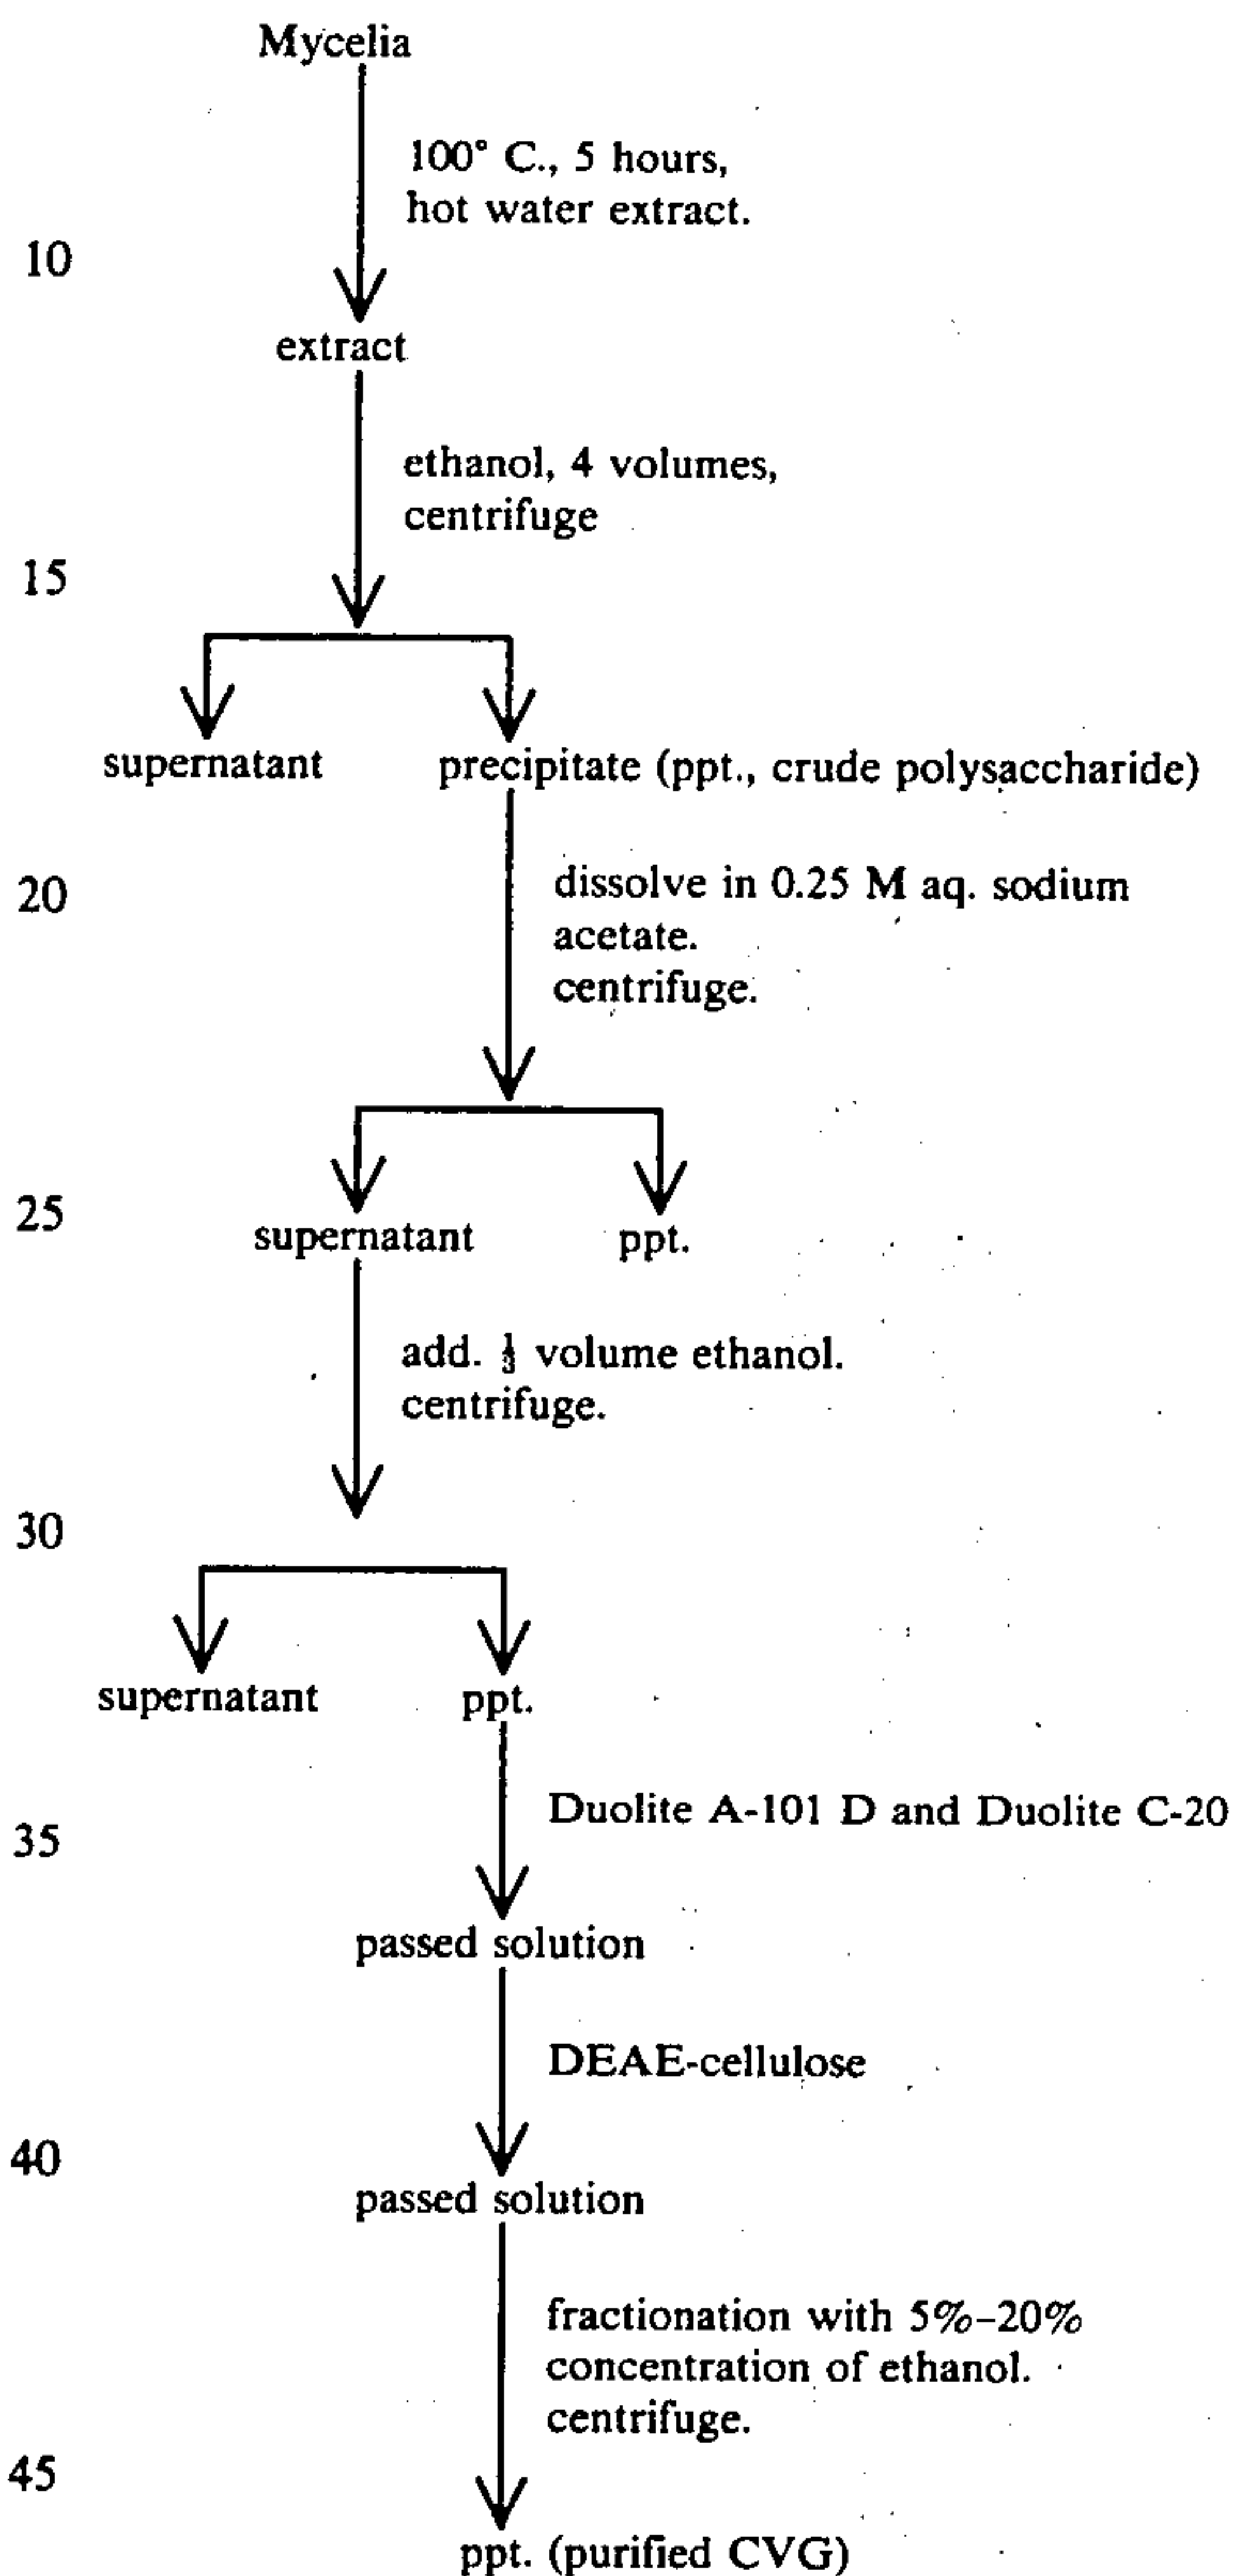 Mycelia
100° C., 5 hours,
hot water extract.
10
extract
ethanol, 4 volumes,
centrifuge
15
supernatant precipitate (ppt., crude polysaccharide)
20
dissolve in 0.25 M aq. sodium
acetate.
centrifuge.
25
supernatant ppt.
add. ⅓ volume ethanol.
centrifuge.
30
supernatant ppt.
Duolite A-101 D and Duolite C-20
35
passed solution
DEAE-cellulose
40
passed solution
fractionation with 5%–20%
concentration of ethanol.
centrifuge.
45
ppt. (purified CVG)